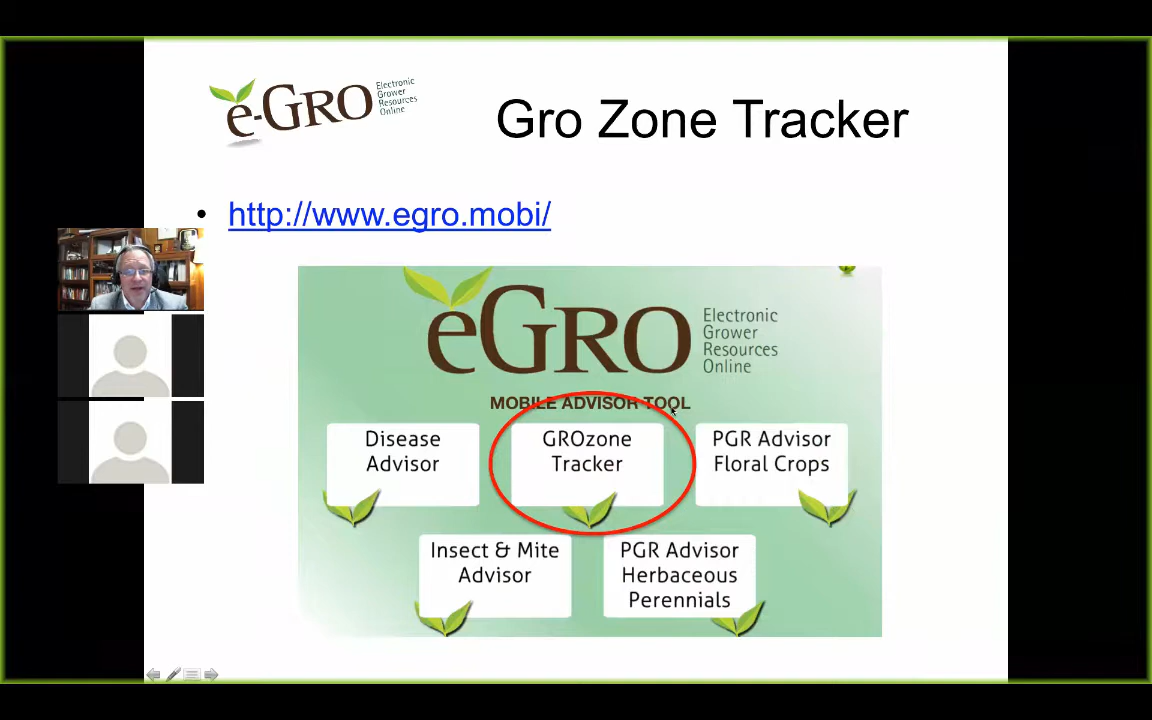 e-GRO
Electronic
Grower
Resources
Online
Gro Zone Tracker
• http://www.egro.mobi/
eGRO
Electronic
Grower
Resources
Online
MOBILE ADVISOR TOOL
Disease
Advisor
GROzone
Tracker
PGR Advisor
Floral Crops
Insect & Mite
Advisor
PGR Advisor
Herbaceous
Perennials